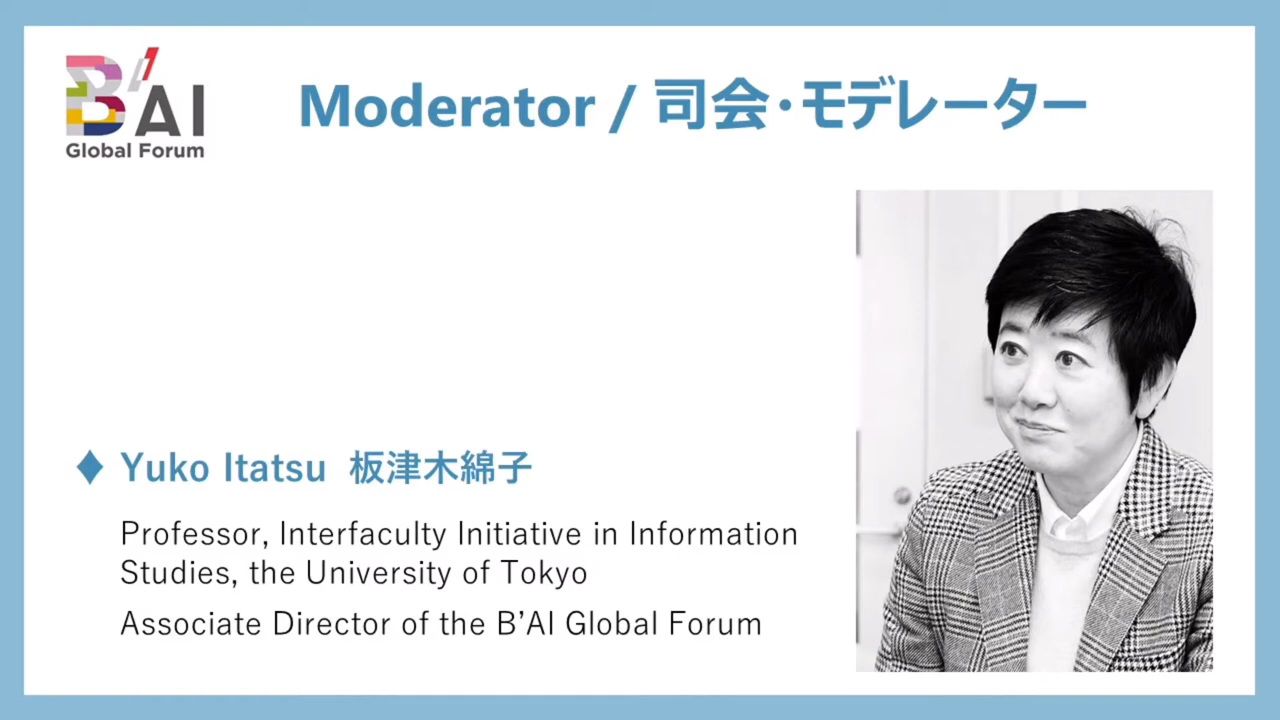 B'AI
Global Forum
Moderator / 司会・モデレーター
Yuko Itatsu 板津木綿子
Professor, Interfaculty Initiative in Information
Studies, the University of Tokyo
Associate Director of the B’AI Global Forum